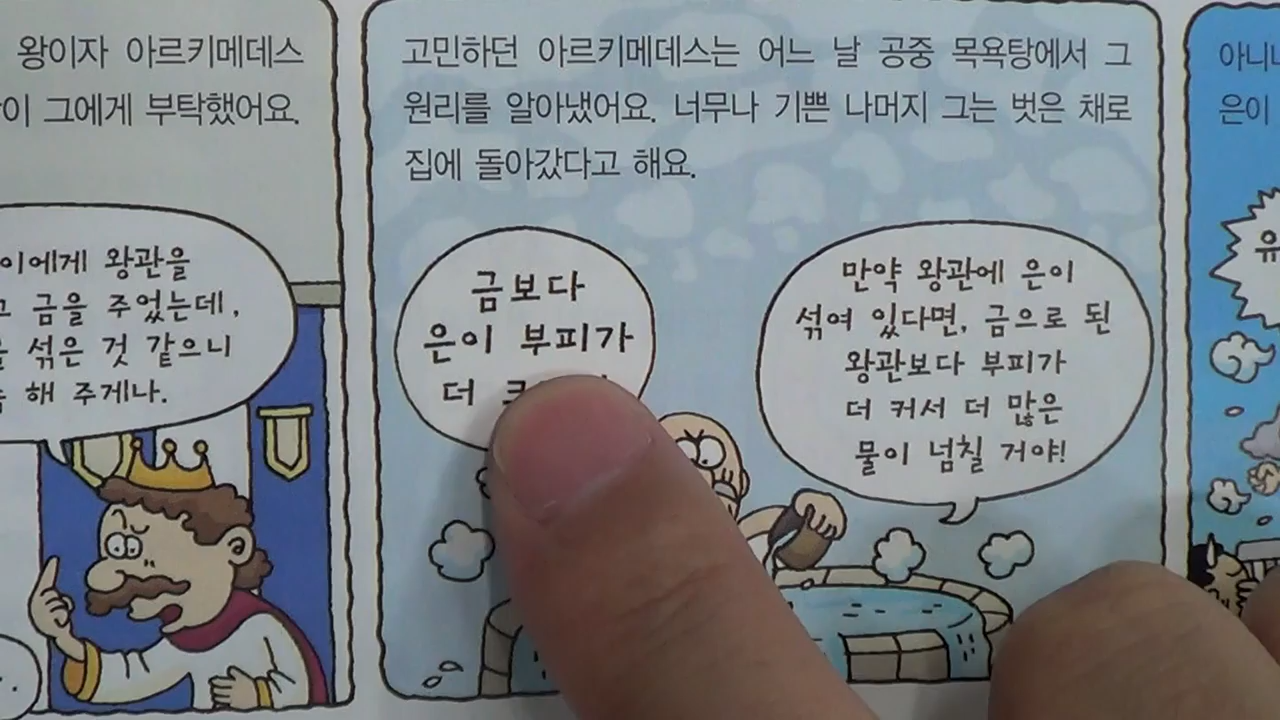 왕이자 아르키메데스
그에게 부탁했어요.
왕관을
금을 주었는데,
섞은 것 같으니
해 주게나.
고민하던 아르키메데스는 어느 날 공중 목욕탕에서 그
원리를 알아냈어요. 너무나 기쁜 나머지 그는 벗은 채로
집에 돌아갔다고 해요.
금보다
은이 부피가
더
만약 왕관에 은이
섞여 있다면, 금으로 된
왕관보다 부피가
더 커서 더 많은
물이 넘칠 거야!
은이